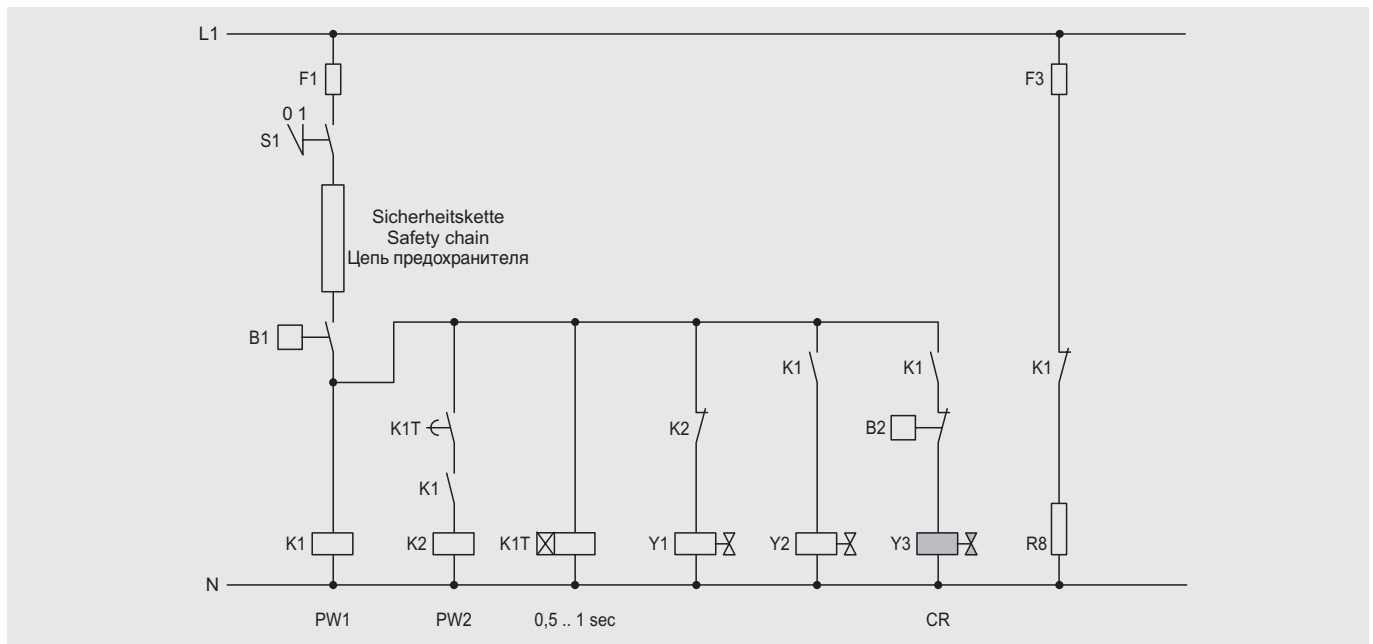 L1
F1
F3
0 1
S1
Sicherheitskette
Safety chain
Цепь предохранителя
B1
K1
K1
K1
K1T
K2
B2
K1
K1
K2
K1T
Y1
Y2
Y3
R8
N
PW1
PW2
0,5 .. 1 sec
CR